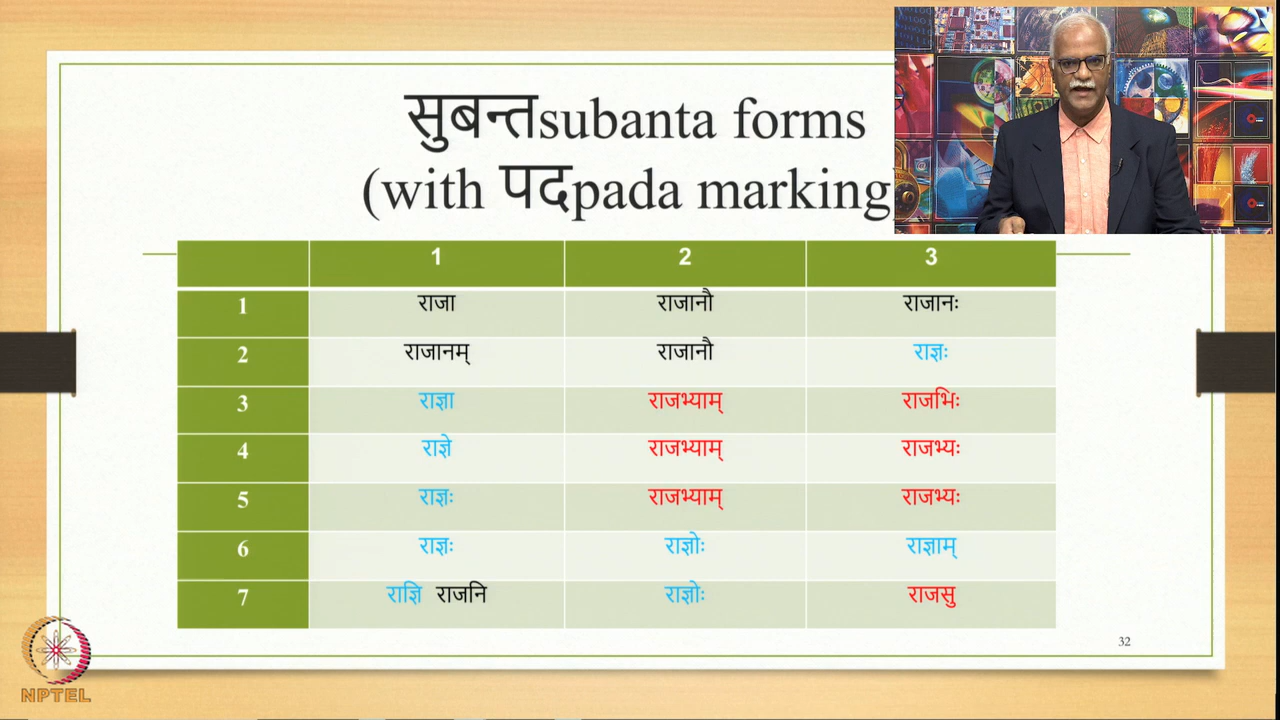 सुबन्तsubanta forms
(with पदpada marking
1 2 3
1 राजा राजानौ राजानः
2 राजानम् राजानौ राज्ञः
3 राज्ञा राजभ्याम् राजभिः
4 राज्ञे राजभ्याम् राजभ्यः
5 राज्ञः राजभ्याम् राजभ्यः
6 राज्ञः राज्ञोः राज्ञाम्
7 राज्ञि राजनि राज्ञोः राजसु
32
NPTEL